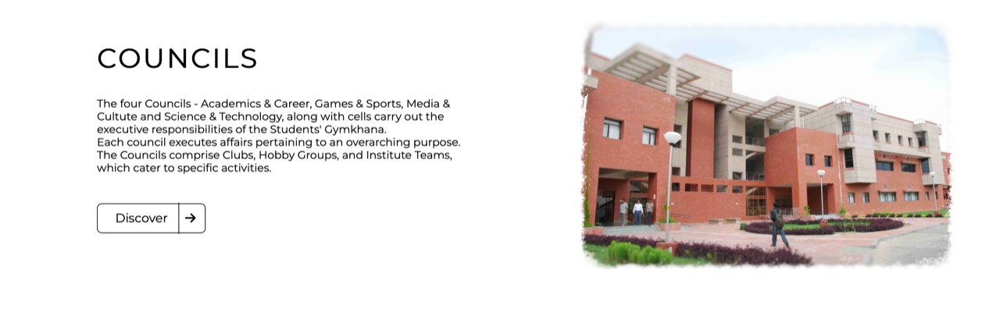 COUNCILS
The four Councils - Academics & Career, Games & Sports, Media &
Cultute and Science & Technology, along with cells carry out the
executive responsibilities of the Students' Gymkhana.
Each council executes affairs pertaining to an overarching purpose.
The Councils comprise Clubs, Hobby Groups, and Institute Teams,
which cater to specific activities.
Discover →